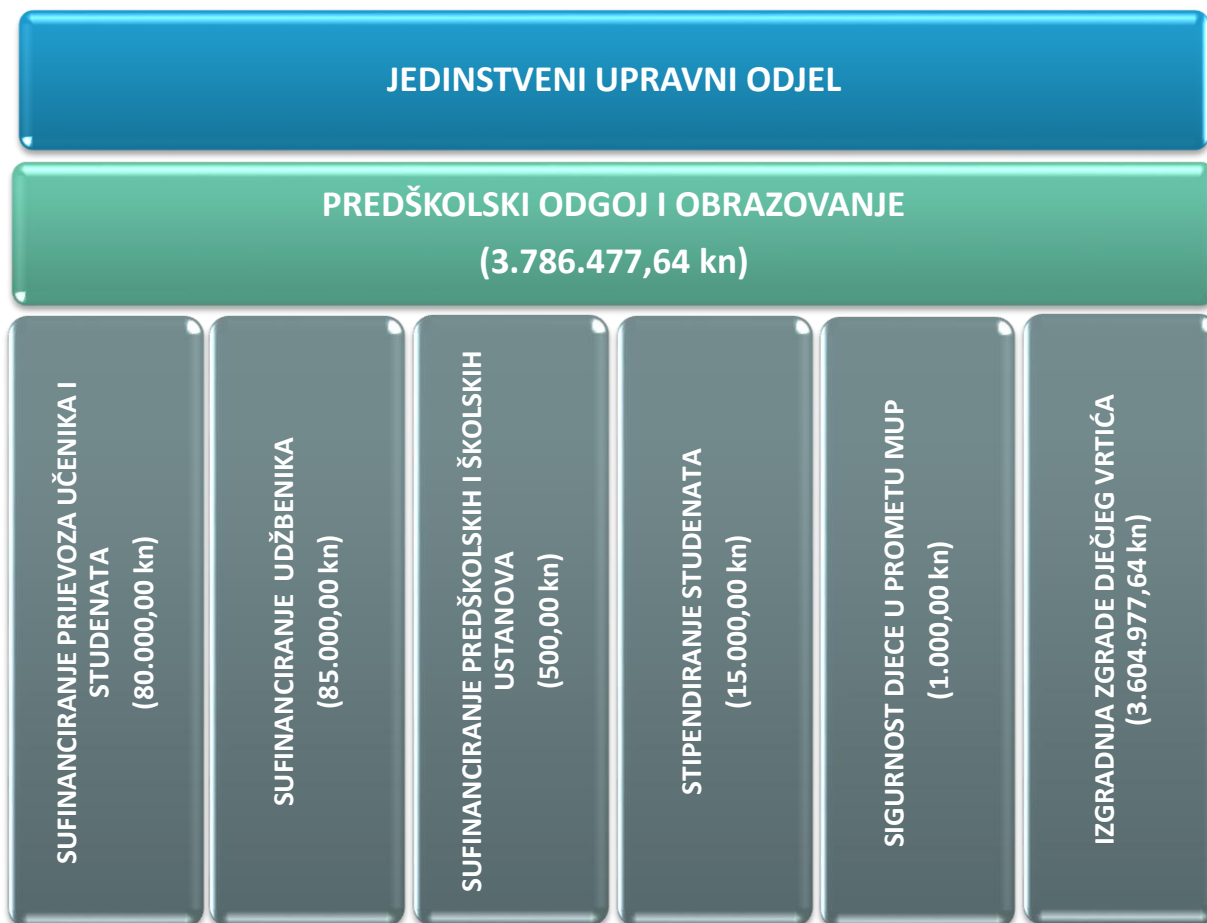 JEDINSTVENI UPRAVNI ODJEL
PREDŠKOLSKI ODGOJ I OBRAZOVANJE
(3.786.477,64 kn)
SUFINANCIRANJE PRIJEVOZA UČENIKA I
STUDENATA
(80.000,00 kn)
SUFINANCIRANJE UDŽBENIKA
(85.000,00 kn)
SUFINANCIRANJE PREDŠKOLSKIH I ŠKOLSKIH
USTANOVA
(500,00 kn)
STIPENDIRANJE STUDENATA
(15.000,00 kn)
SIGURNOST DJECE U PROMETU MUP
(1.000,00 kn)
IZGRADNJA ZGRADE DJEČJEG VRTIĆA
(3.604.977,64 kn)